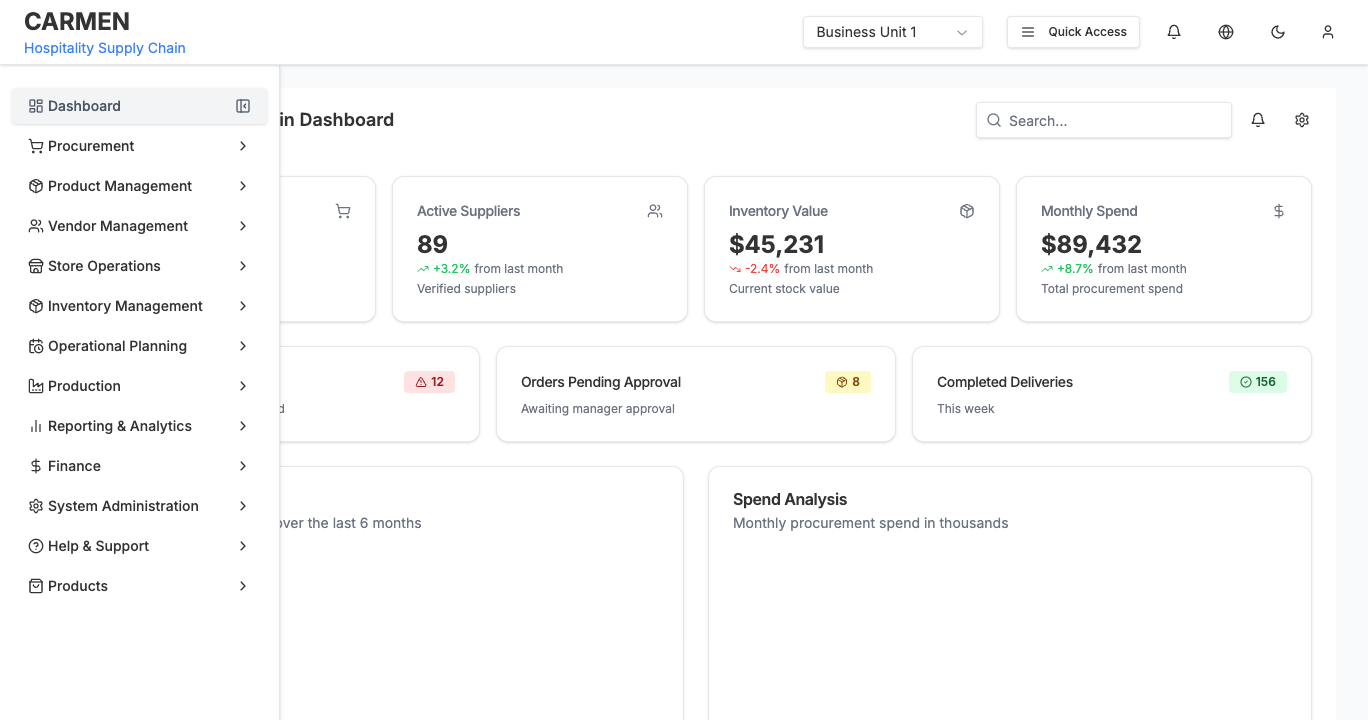 CARMEN
Hospitality Supply Chain
Business Unit 1
Quick Access
Dashboard
Procurement
Product Management
Vendor Management
Store Operations
Inventory Management
Operational Planning
Production
Reporting & Analytics
Finance
System Administration
Help & Support
Products
in Dashboard
Search...
Active Suppliers
89
+3.2% from last month
Verified suppliers
Inventory Value
$45,231
-2.4% from last month
Current stock value
Monthly Spend
$89,432
+8.7% from last month
Total procurement spend
12
d
Orders Pending Approval
8
Awaiting manager approval
Completed Deliveries
156
This week
over the last 6 months
Spend Analysis
Monthly procurement spend in thousands